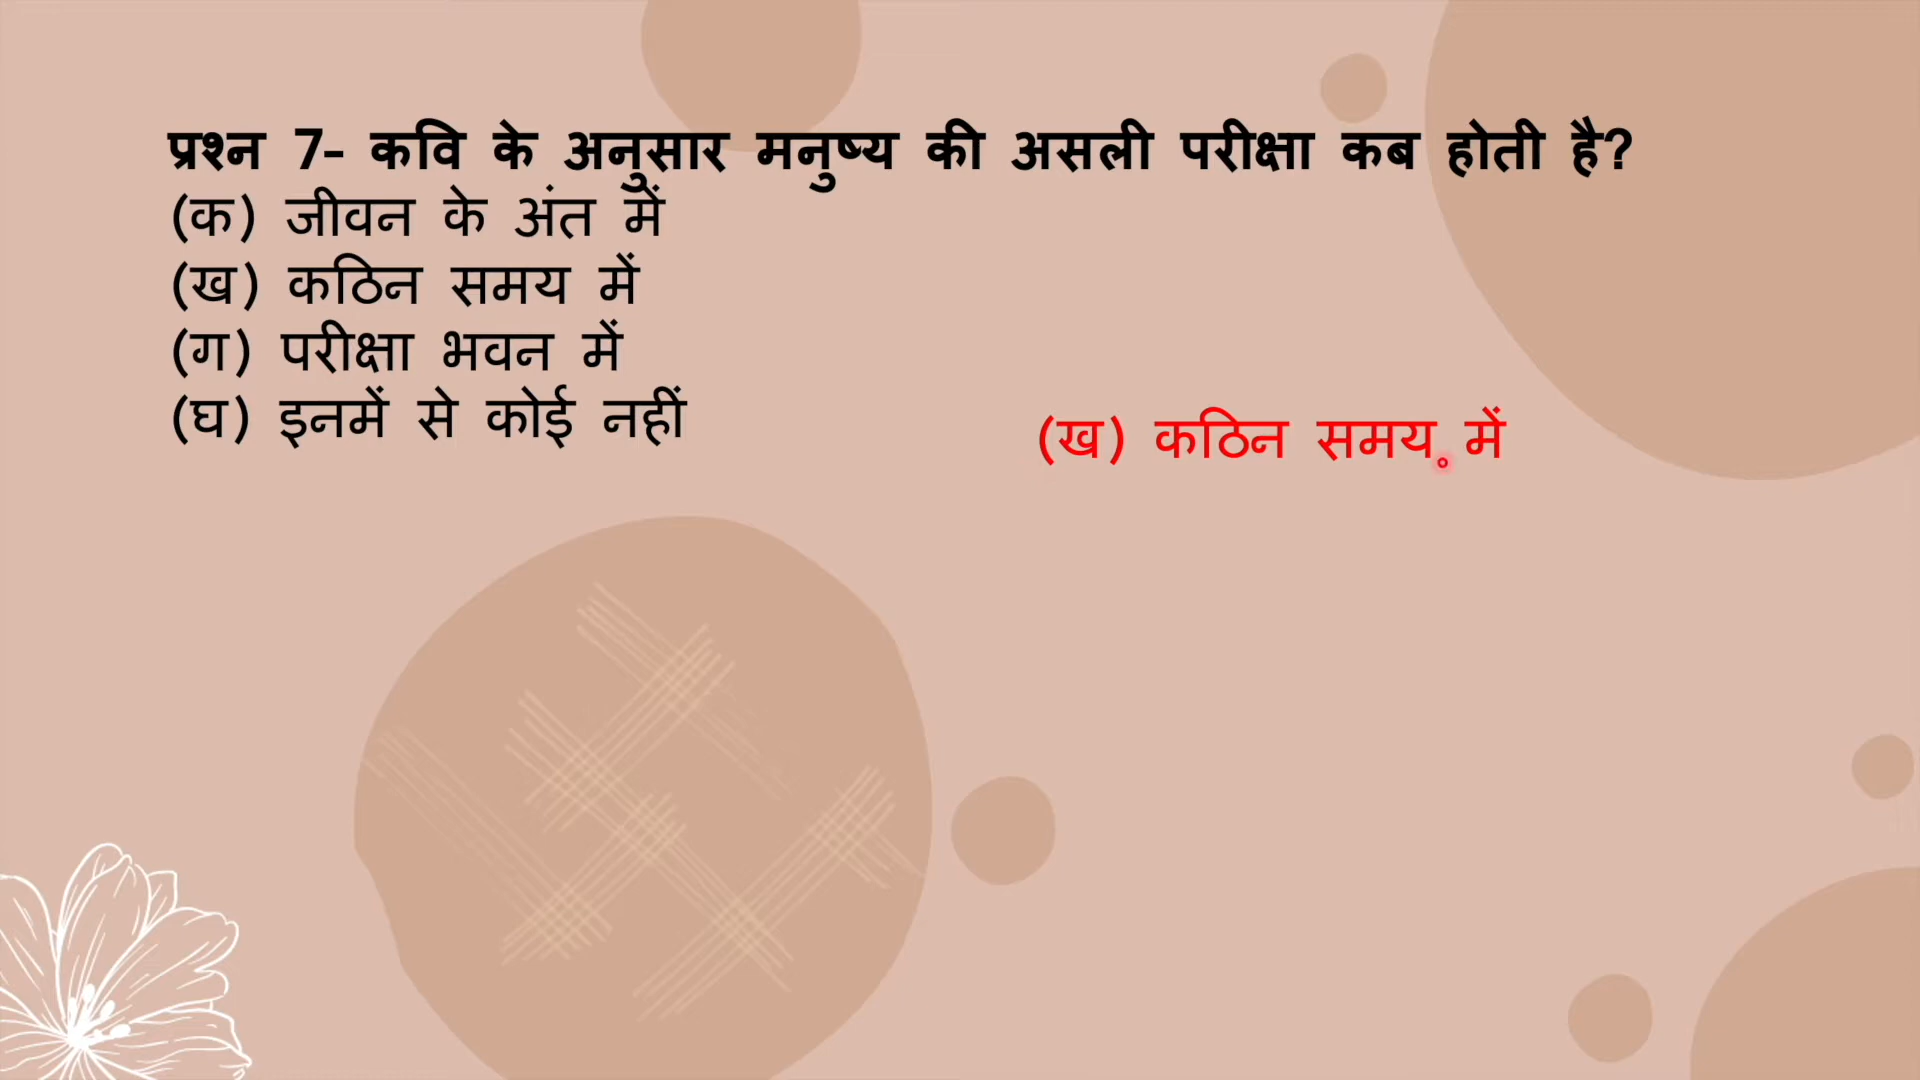 प्रश्न 7- कवि के अनुसार मनुष्य की असली परीक्षा कब होती है?
(क) जीवन के अंत में
(ख) कठिन समय में
(ग) परीक्षा भवन में
(घ) इनमें से कोई नहीं
(ख) कठिन समय में